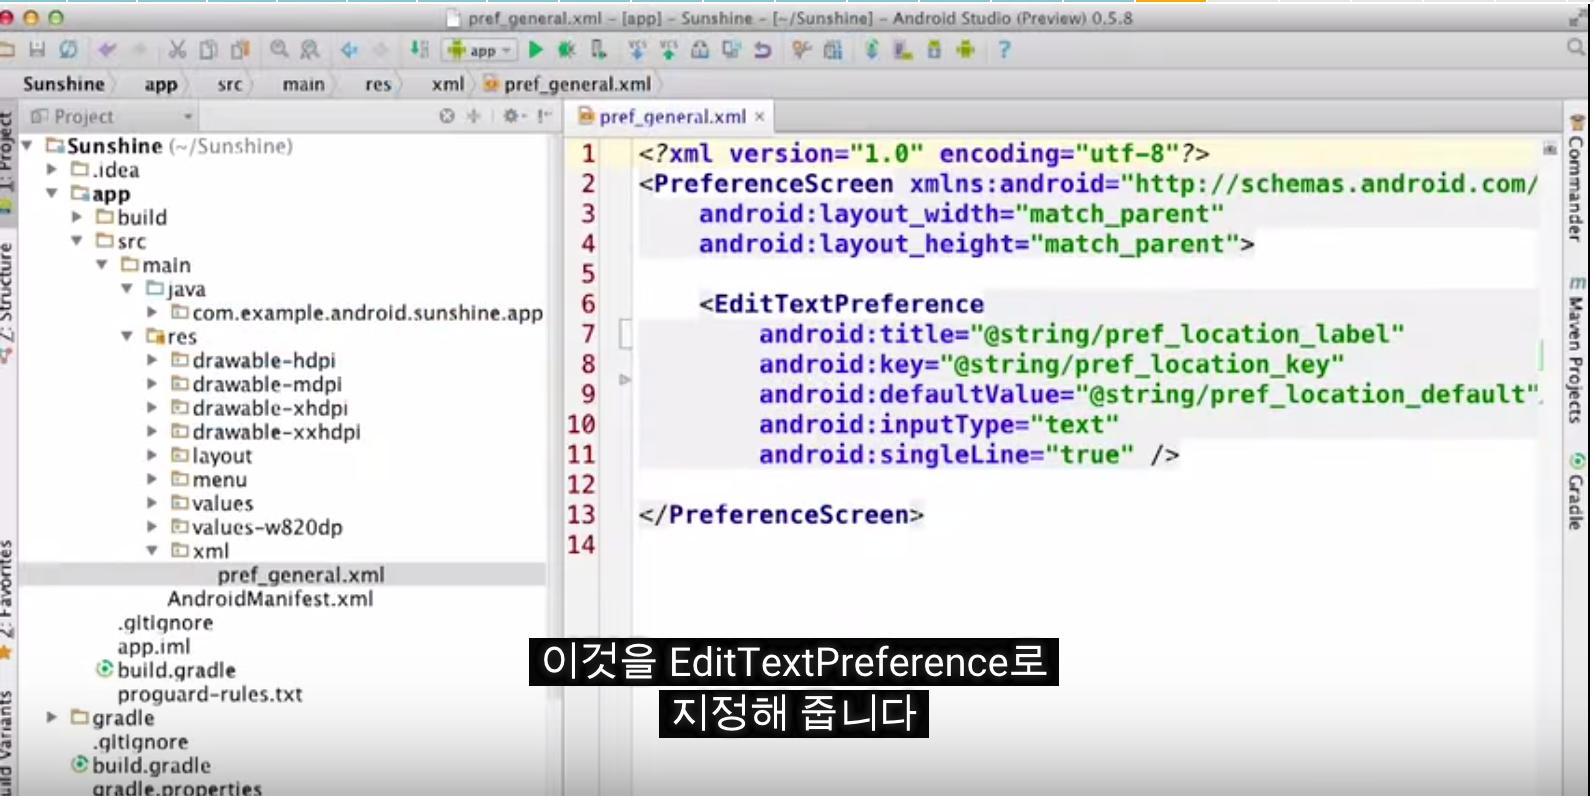 pref_general.xml – [app] – Sunshine – [~/Sunshine] – Android Studio (Preview) 0.5.8
app
?
Sunshine app src main res xml pref_general.xml
1: Project
Z: Structure
2: Favorites
Project
Sunshine (~/Sunshine)
.idea
app
build
src
main
java
com.example.android.sunshine.app
res
drawable-hdpi
drawable-mdpi
drawable-xhdpi
drawable-xxhdpi
layout
menu
values
values-w820dp
xml
pref_general.xml
AndroidManifest.xml
.gitignore
app.iml
build.gradle
proguard-rules.txt
gradle
.gitignore
build.gradle
gradle.properties
pref_general.xml ×
1 <?xml version="1.0" encoding="utf-8"?>
2 <PreferenceScreen xmlns:android="http://schemas.android.com/
3 android:layout_width="match_parent"
4 android:layout_height="match_parent">
5
6 <EditTextPreference
7 android:title="@string/pref_location_label"
8 android:key="@string/pref_location_key"
9 android:defaultValue="@string/pref_location_default"
10 android:inputType="text"
11 android:singleLine="true" />
12
13 </PreferenceScreen>
14
Commander
m Maven Projects
Gradle
이것을 EditTextPreference로
지정해 줍니다